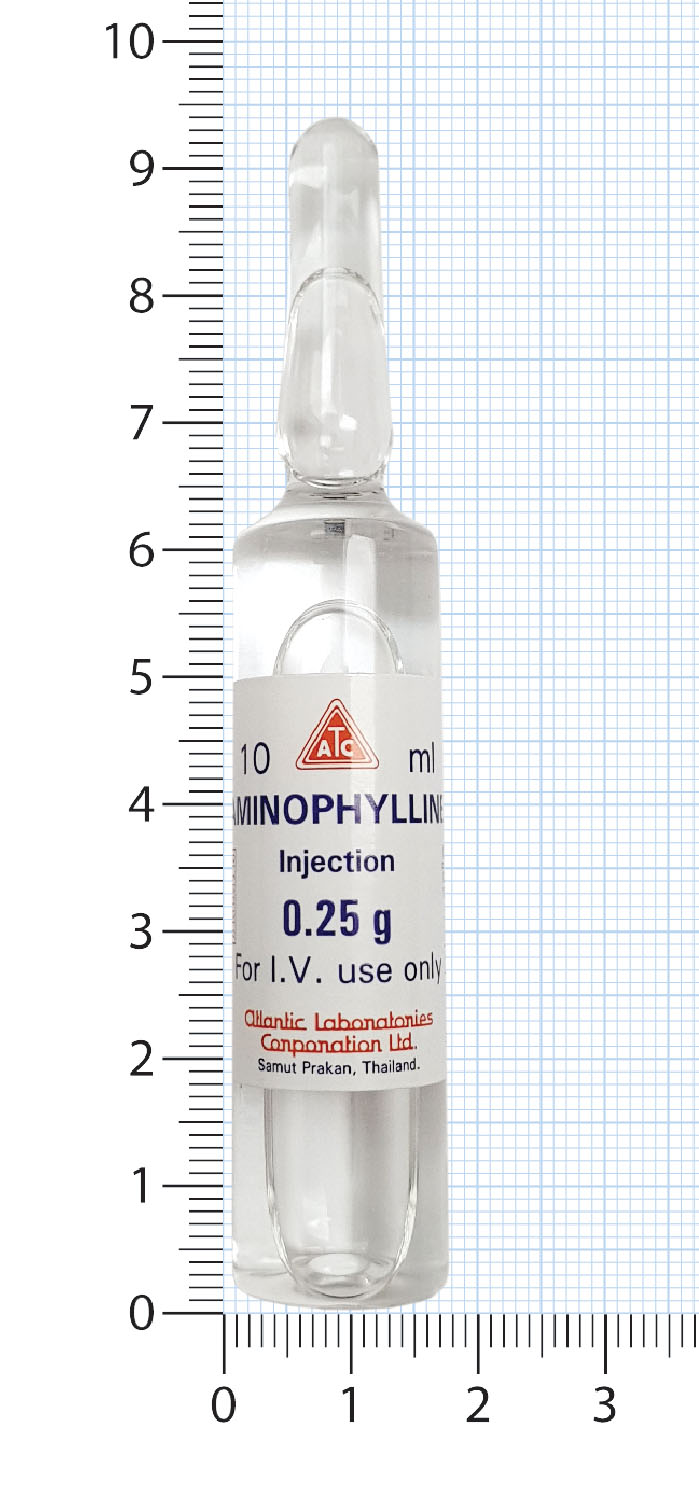 10
9
8
7
6
5
4
3
2
1
0
10 ATC ml
AMINOPHYLLINE
Injection
0.25 g
For I.V. use only
Atlantic Laboratories
Corporation Ltd.
Samut Prakan, Thailand.
0 1 2 3